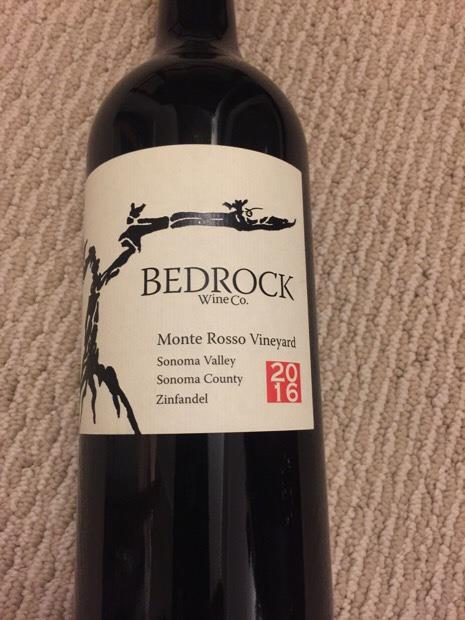 BEDROCK
Wine Co.
Monte Rosso Vineyard
Sonoma Valley
Sonoma County
Zinfandel
20
16